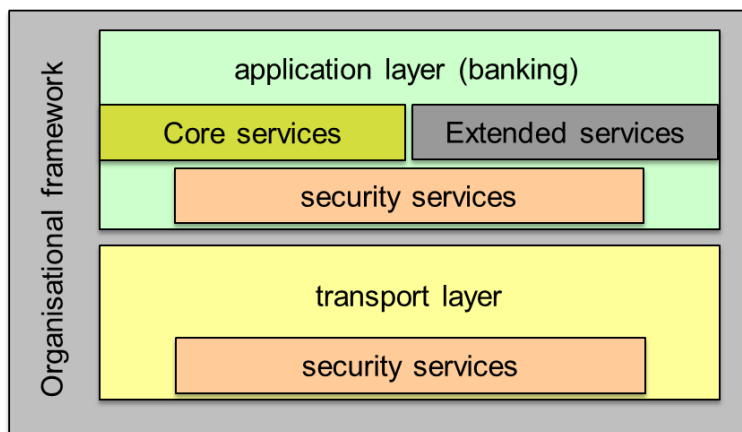 Organisational framework
application layer (banking)
Core services
Extended services
security services
transport layer
security services